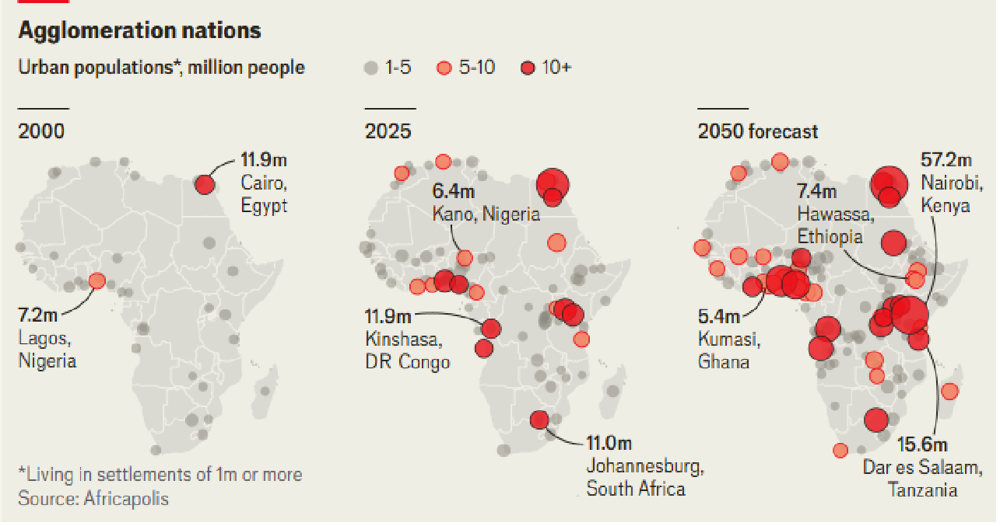 Agglomeration nations
Urban populations*, million people
1-5
5-10
10+
2000
11.9m
Cairo,
Egypt
7.2m
Lagos,
Nigeria
2025
6.4m
Kano, Nigeria
11.9m
Kinshasa,
DR Congo
11.0m
Johannesburg,
South Africa
2050 forecast
57.2m
Nairobi,
Kenya
7.4m
Hawassa,
Ethiopia
5.4m
Kumasi,
Ghana
15.6m
Dar es Salaam,
Tanzania
*Living in settlements of 1m or more
Source: Africapolis